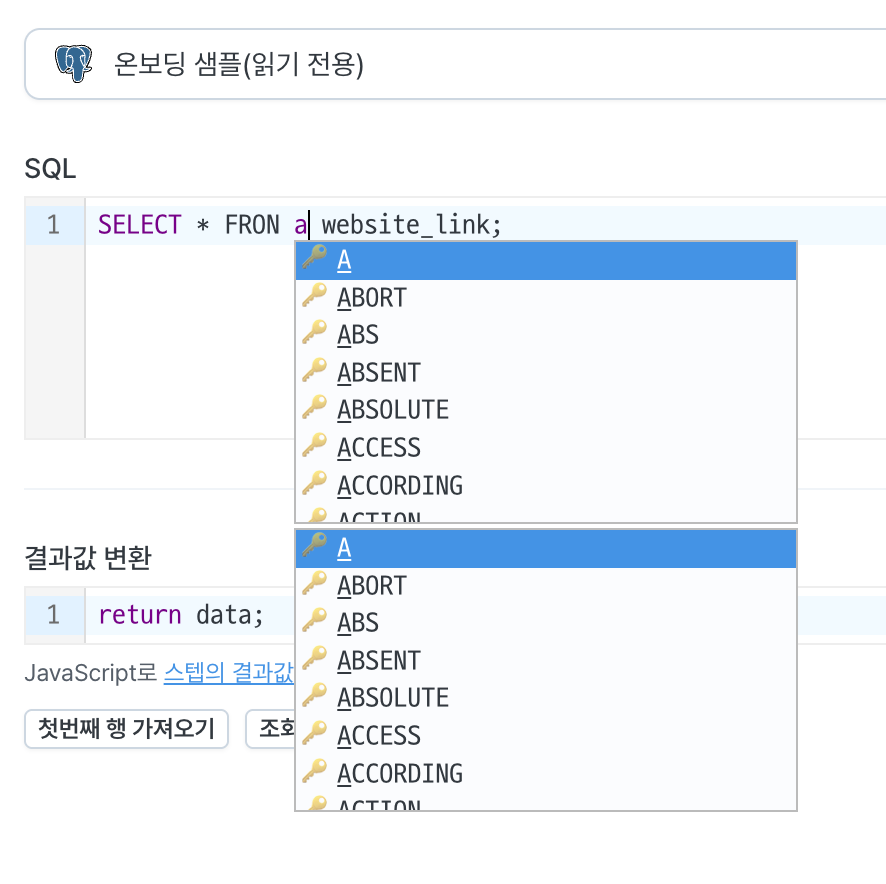 온보딩 샘플(읽기 전용)
SQL
1 SELECT * FRON a website_link;
A
ABORT
ABS
ABSENT
ABSOLUTE
ACCESS
ACCORDING
ACTION
결과값 변환
A
1 return data;
ABORT
ABS
JavaScript로 스텝의 결과값
ABSENT
ABSOLUTE
첫번째 행 가져오기
ACCESS
ACCORDING
ACTION